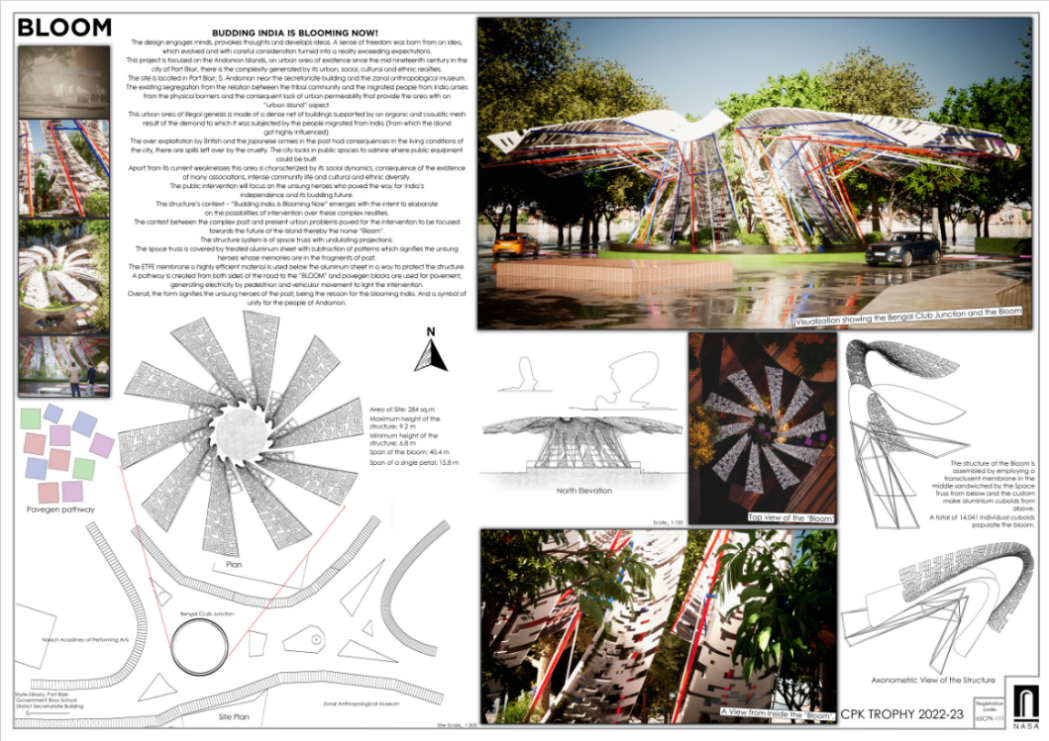 BLOOM
BUDDING INDIA IS BLOOMING NOW!
The design engages minds, provokes thoughts and develops ideas. A sense of freedom was born from an idea,
which evolved and with careful consideration turned into a reality exceeding expectations.
This project is focused on the Andaman Islands, an urban area of existence since the mid nineteenth century in the
city of Port Blair, there is the complexity generated by its urban, social, cultural and ethnic realities.
The site is located in Port Blair, S. Andaman near the secretariate building and the zonal anthropological museum.
The existing segregation from the relation between the tribal community and the migrated people from India arises
from the physical barriers and the consequent lack of urban permeability that provide the area with an
"urban island" aspect.
This urban area of illegal genesis is made of a dense net of buildings supported by an organic and casuistic mesh
result of the demand to which it was subjected by the people migrated from India (from which the island
got highly influenced).
The over exploitation by British and the Japanese armies in the past had consequences in the living conditions of
the city, there are spills left over by the cruelty. The city lacks in public spaces to admire where public equipment
could be built.
Apart from its current weaknesses this area is characterized by its social dynamics, consequence of the existence
of many associations, intense community life and cultural and ethnic diversity.
The public intervention will focus on the unsung heroes who paved the way for India's
independence and its budding future.
The structure's context – "Budding India is Blooming Now" emerges with the intent to elaborate
on the possibilities of intervention over these complex realities.
The contest between the complex past and present urban problems paved for the intervention to be focused
towards the future of the island thereby the name "Bloom".
The structure system is of space truss with undulating projections.
The space truss is covered by treated aluminum sheet with subtraction of patterns which signifies the unsung
heroes whose memories are in the fragments of past.
The ETFE membrane a highly efficient material is used below the aluminum sheet in a way to protect the structure.
A pathway is created from both sides of the road to the "BLOOM" and pavegen blocks are used for pavement,
generating electricity by pedestrian and vehicular movement to light the intervention.
Overall, the form signifies the unsung heroes of the past, being the reason for the blooming India. And a symbol of
unity for the people of Andaman.
Visualization showing the Bengal Club Junction and the Bloom
N
Area of Site: 284 sq.m
Maximum height of the
structure: 9.2 m
Minimum height of the
structure: 6.8 m
Span of the bloom: 40.4 m
Span of a single petal: 15.8 m
Pavegen pathway
Plan
North Elevation
Scale_ 1:100
Top view of the 'Bloom'
The structure of the Bloom is
assembled by employing a
translusent membrane in the
middle sandwiched by the Space
Truss from below and the custom
make aluminium cuboids from
above.
A total of 14,041 individual cuboids
populate the bloom.
Bengal Club Junction
Nalach Acadmey of Performing Arts
State Library, Port Blair
Government Boys School
District Secretariate Building
Zonal Anthropological Museum
Site Plan
Site Scale_ 1:500
A View from Inside the "Bloom"
Axonometric View of the Structure
CPK TROPHY 2022-23
Registration
code:
NASA